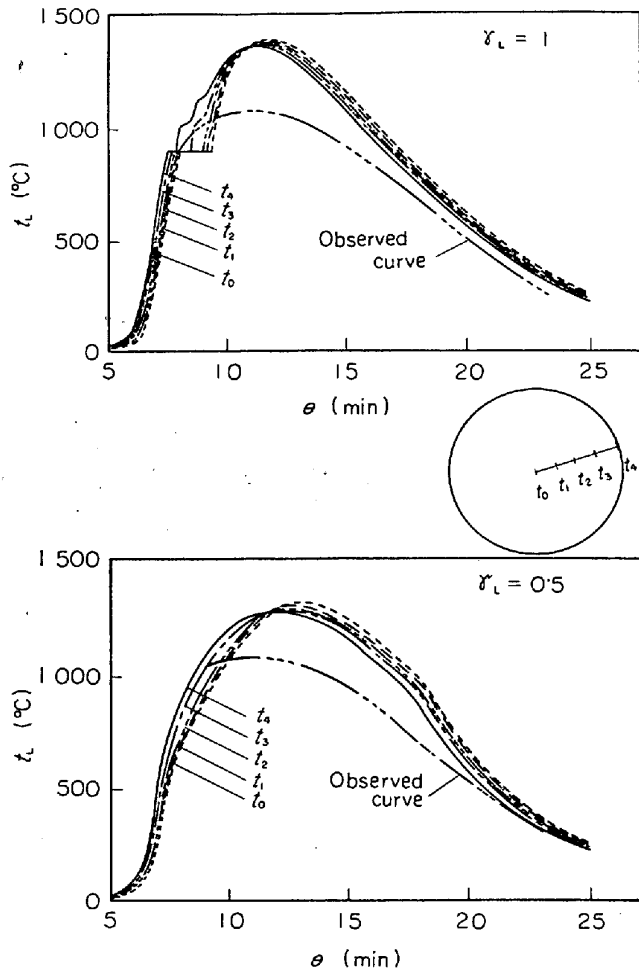 1 500
γL = 1
1 000
tL (°C)
t4
t3
t2
t1
t0
500
Observed
curve
0
5 10 15 20 25
θ (min)
t0 t1 t2 t3 t4
1 500
γL = 0·5
1 000
tL (°C)
t4
t3
t2
t1
t0
500
Observed
curve
0
5 10 15 20 25
θ (min)